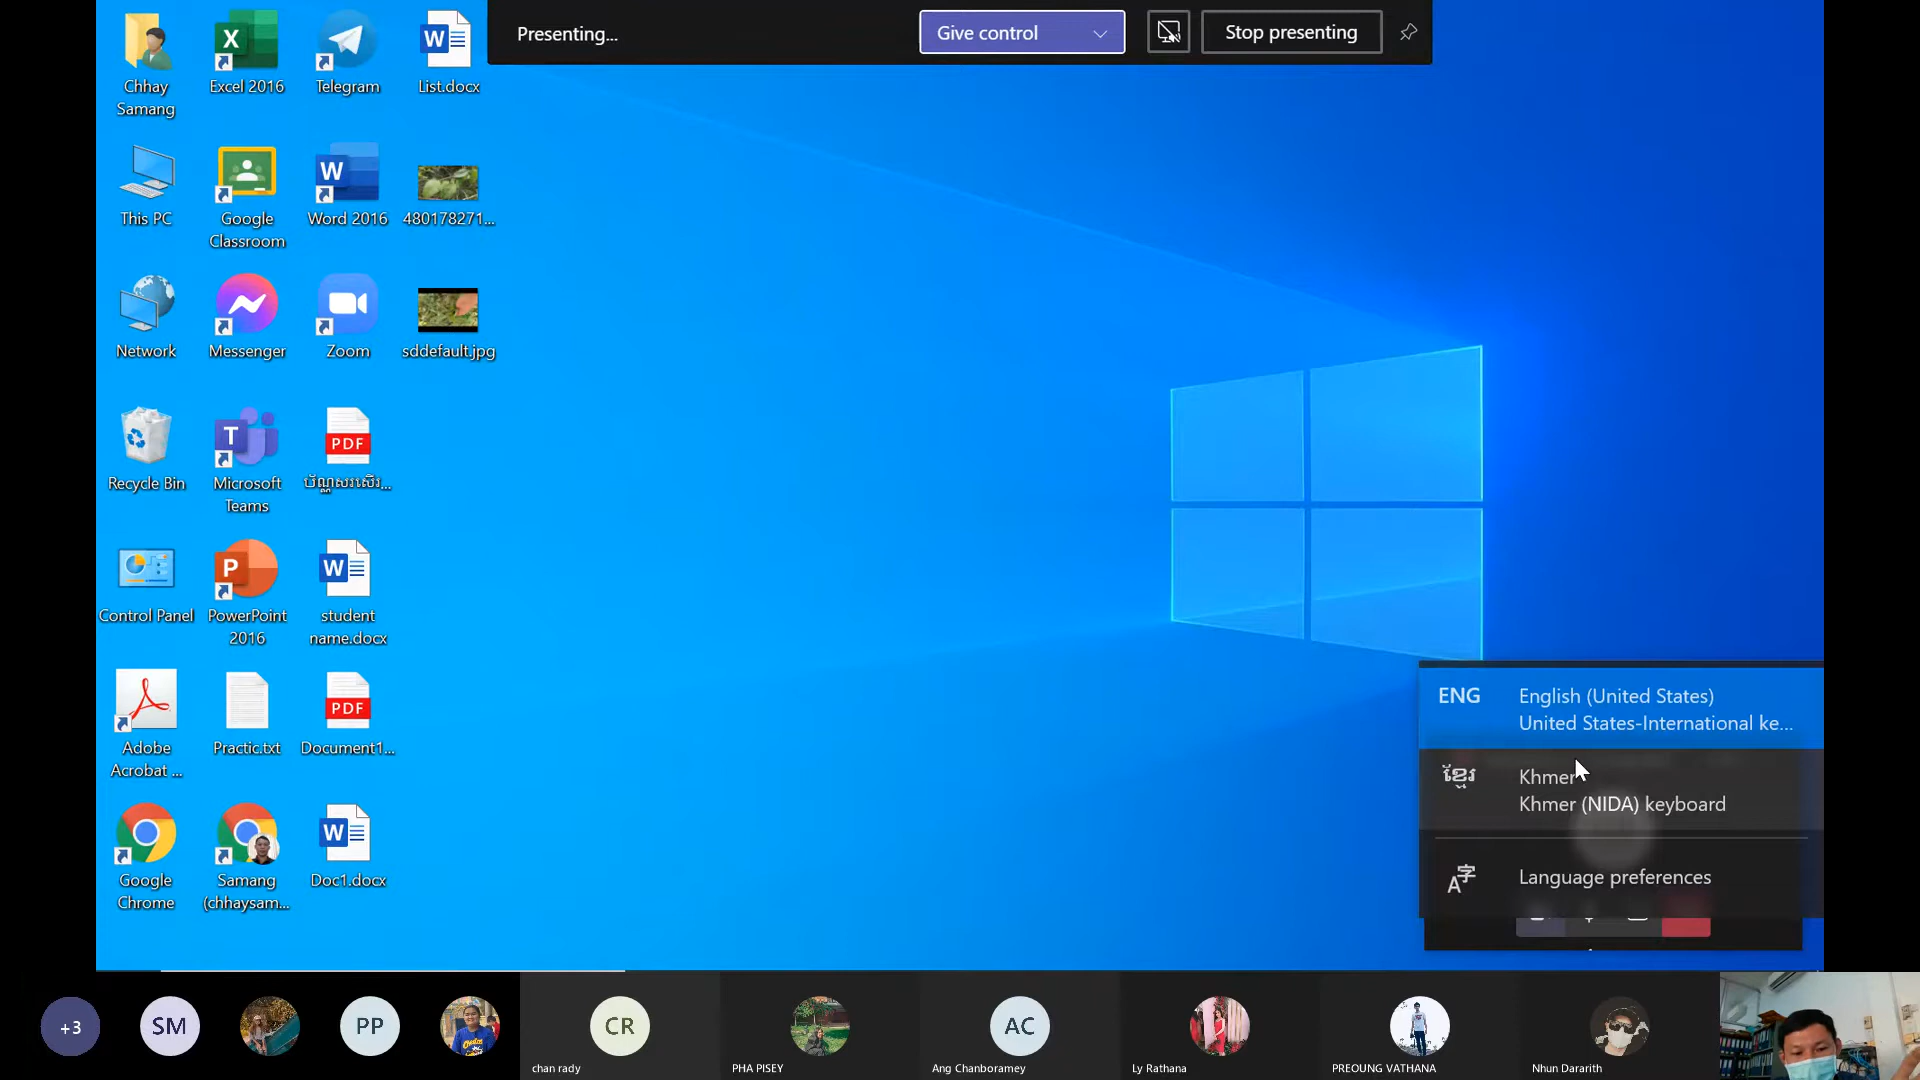 Presenting...
Give control
Stop presenting
Chhay
Samang
Excel 2016
Telegram
List.docx
This PC
Google
Classroom
Word 2016
480178271...
Network
Messenger
Zoom
sddefault.jpg
PDF
Recycle Bin
Microsoft
Teams
Control Panel
PowerPoint
2016
student
name.docx
PDF
Adobe
Acrobat ...
Practic.txt
Document1...
Google
Chrome
Samang
(chhaysam...
Doc1.docx
ENG
English (United States)
United States-International ke...
ខ្មែរ
Khmer
Khmer (NIDA) keyboard
Language preferences
+3
SM
PP
CR
AC
chan rady
PHA PISEY
Ang Chanboramey
Ly Rathana
PREOUNG VATHANA
Nhun Dararith